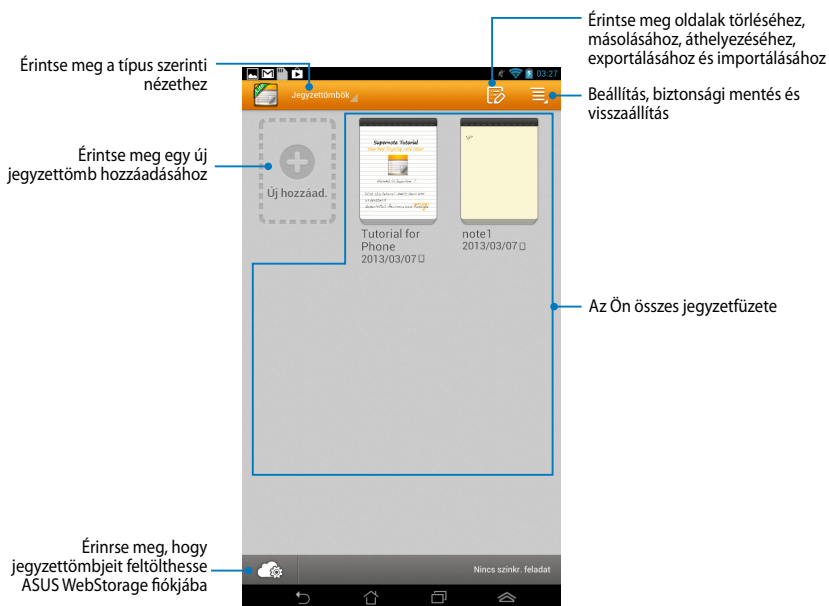 Érintse meg oldalak törléséhez,
másolásához, áthelyezéséhez,
exportálásához és importálásához
Érintse meg a típus szerinti
nézethez
03:27
Jegyzettömbök
Beállítás, biztonsági mentés és
visszaállítás
Érintse meg egy új
jegyzettömb hozzáadásához
Új hozzáad.
Supernote Tutorial
Tutorial for
Phone
2013/03/07
note1
2013/03/07
Az Ön összes jegyzetfüzete
Érinrse meg, hogy
jegyzettömbjeit feltölthesse
ASUS WebStorage fiókjába
Nincs szinkr. feladat